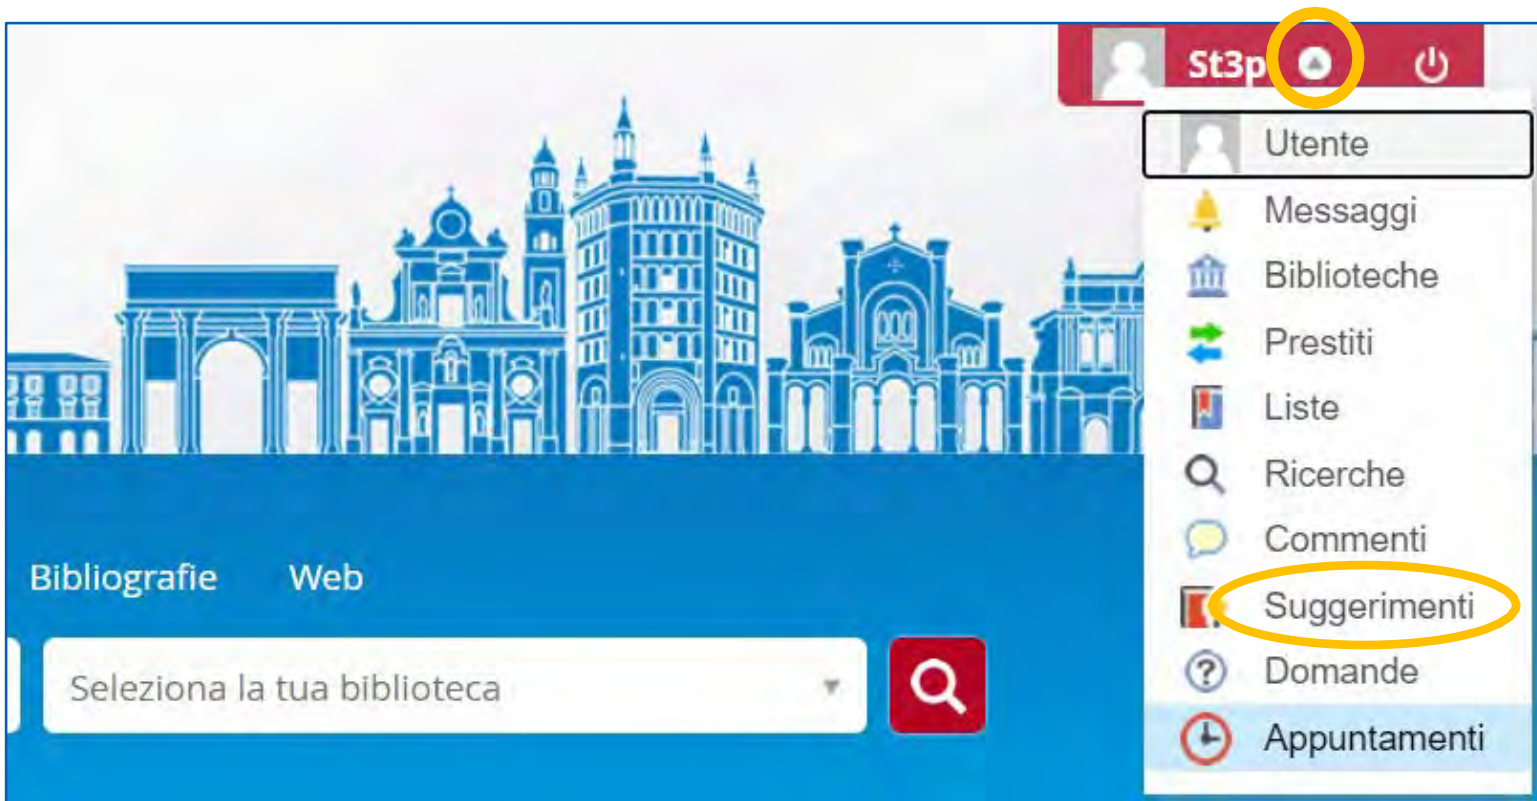 St3p
Utente
Messaggi
Biblioteche
Prestiti
Liste
Ricerche
Commenti
Suggerimenti
Domande
Appuntamenti
Bibliografie Web
Seleziona la tua biblioteca